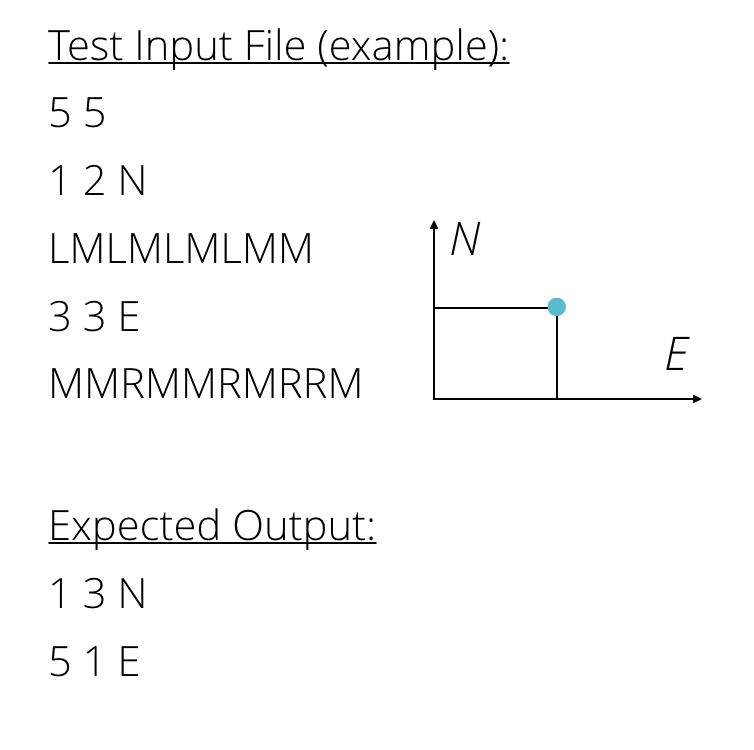 Test Input File (example):
5 5
1 2 N
LMLMLMLMM
3 3 E
MMRMMRMRRM
N
E
Expected Output:
1 3 N
5 1 E